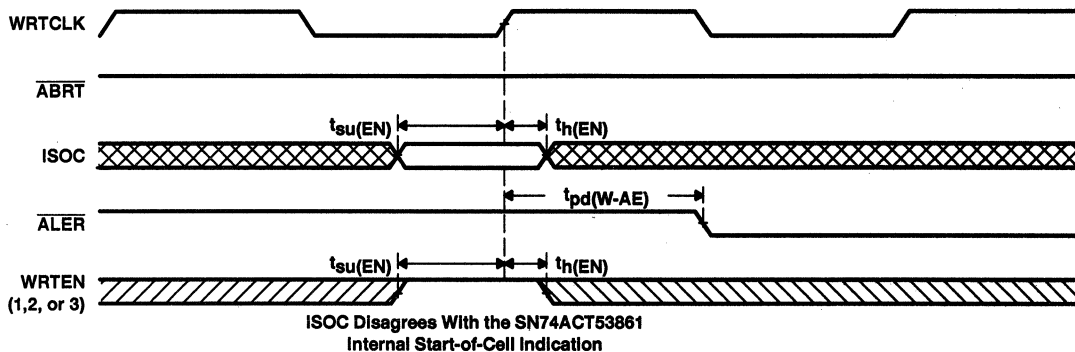 WRTCLK
ABRT
tsu(EN) th(EN)
ISOC
tpd(W-AE)
ALER
tsu(EN) th(EN)
WRTEN
(1,2, or 3)
ISOC Disagrees With the SN74ACT53861
Internal Start-of-Cell Indication